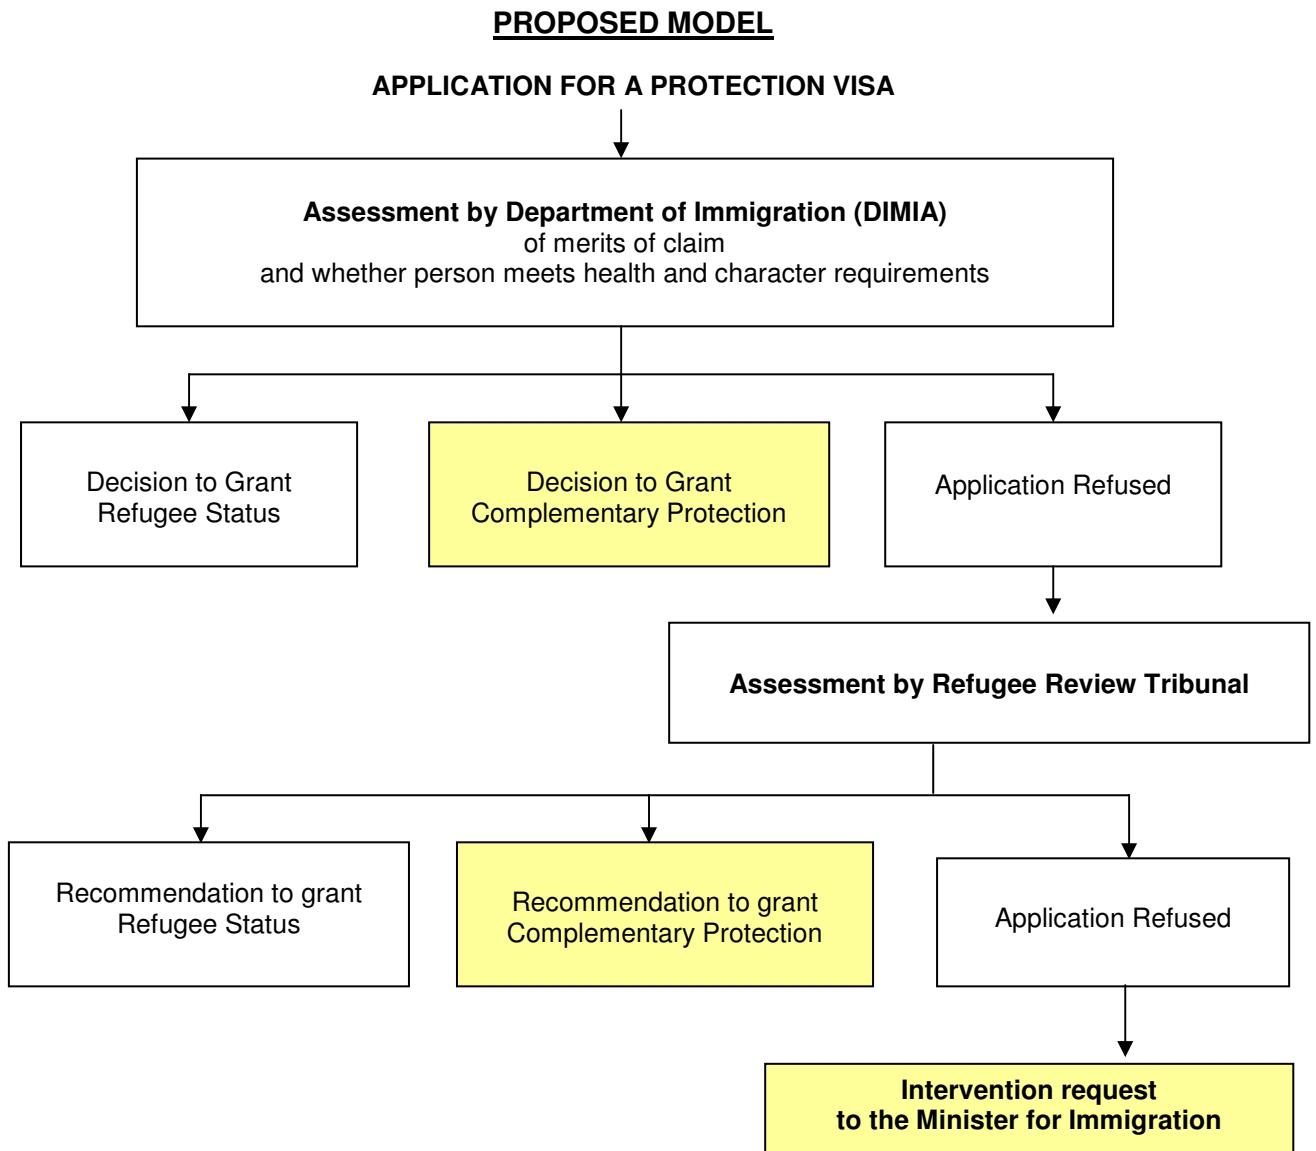 PROPOSED MODEL
APPLICATION FOR A PROTECTION VISA
Assessment by Department of Immigration (DIMIA)
of merits of claim
and whether person meets health and character requirements
Decision to Grant
Refugee Status
Decision to Grant
Complementary Protection
Application Refused
Assessment by Refugee Review Tribunal
Recommendation to grant
Refugee Status
Recommendation to grant
Complementary Protection
Application Refused
Intervention request
to the Minister for Immigration